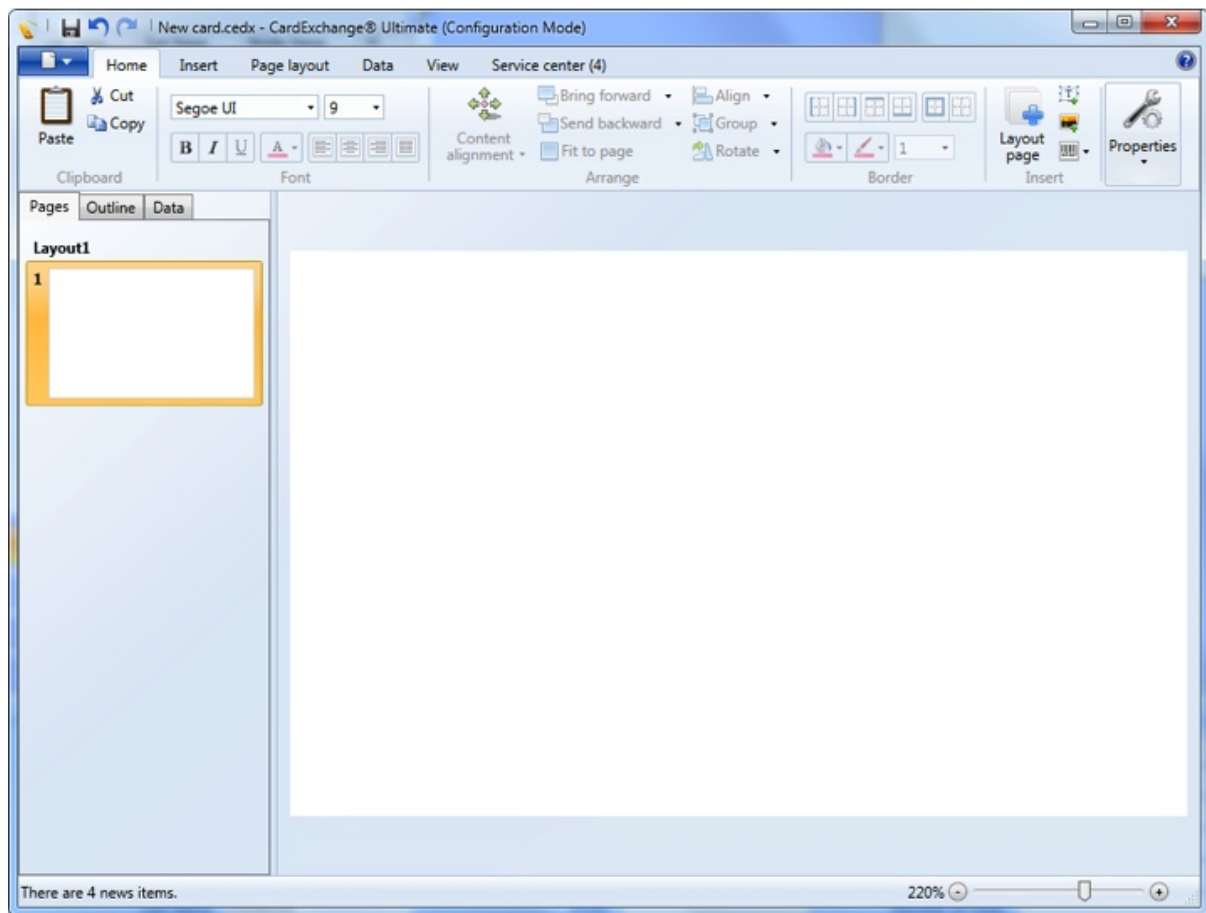 New card.cedx - CardExchange® Ultimate (Configuration Mode)
Home Insert Page layout Data View Service center (4)
Paste
Cut
Copy
Clipboard
Segoe UI 9
B I U A
Font
Content
alignment
Bring forward
Send backward
Fit to page
Align
Group
Rotate
Arrange
1
Border
Layout
page
Insert
Properties
Pages Outline Data
Layout1
1
There are 4 news items.
220%